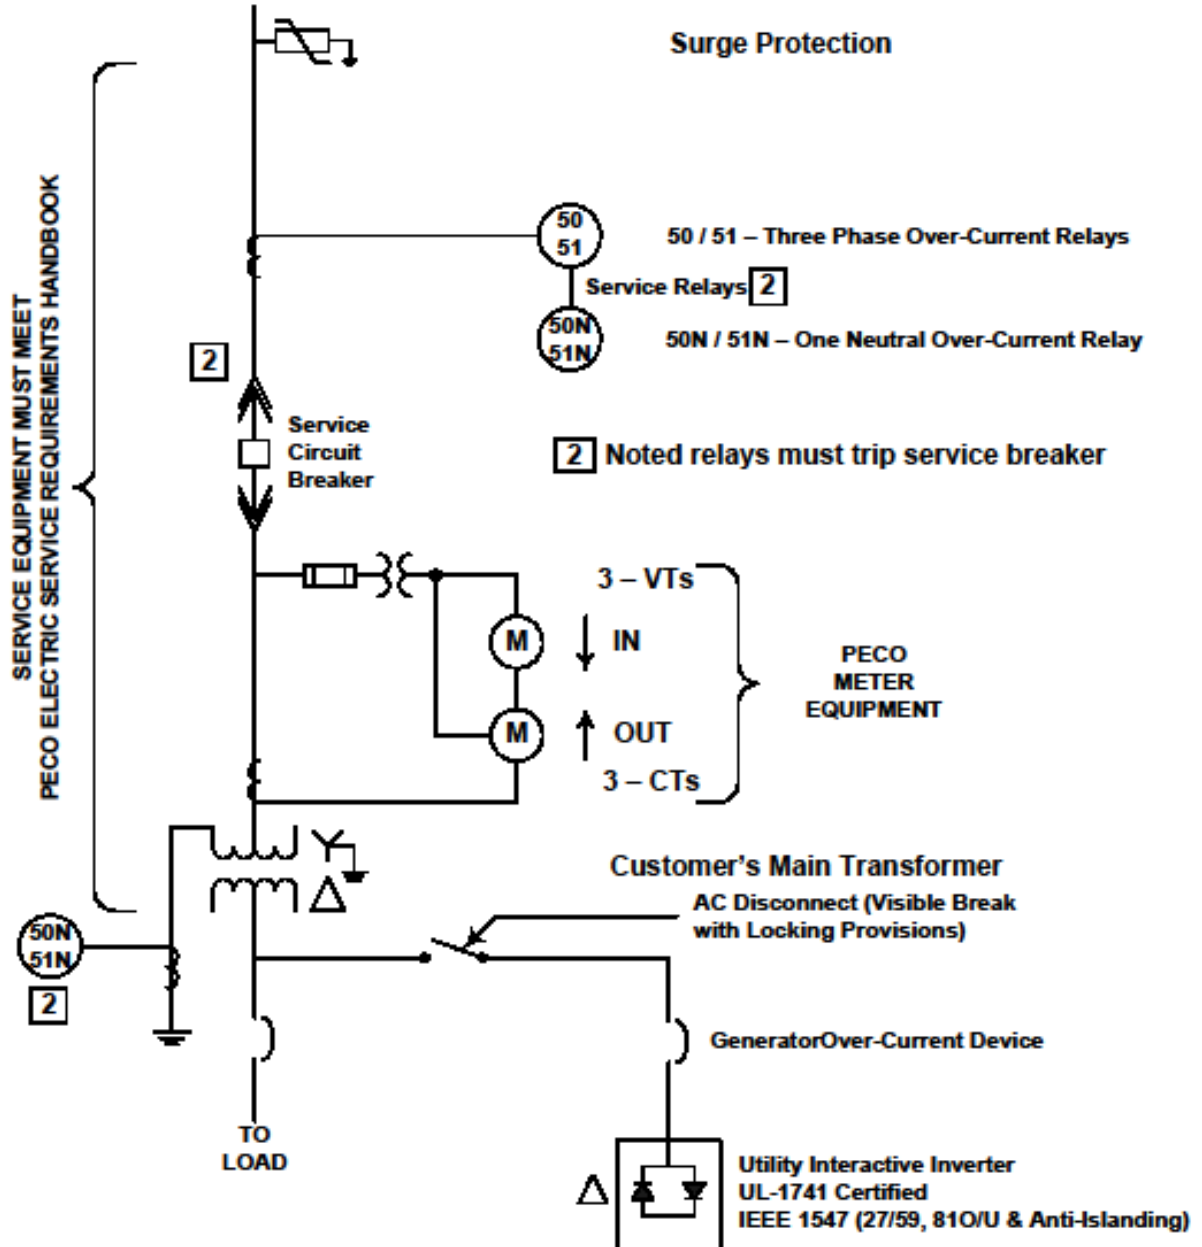 Surge Protection
SERVICE EQUIPMENT MUST MEET
PECO ELECTRIC SERVICE REQUIREMENTS HANDBOOK
50
51
50 / 51 – Three Phase Over-Current Relays
Service Relays 2
50N
51N
50N / 51N – One Neutral Over-Current Relay
2
Service
Circuit
Breaker
2 Noted relays must trip service breaker
3 – VTs
M
IN
PECO
METER
EQUIPMENT
M
OUT
3 – CTs
Customer's Main Transformer
AC Disconnect (Visible Break
with Locking Provisions)
50N
51N
2
GeneratorOver-Current Device
TO
LOAD
Utility Interactive Inverter
UL-1741 Certified
IEEE 1547 (27/59, 81O/U & Anti-Islanding)